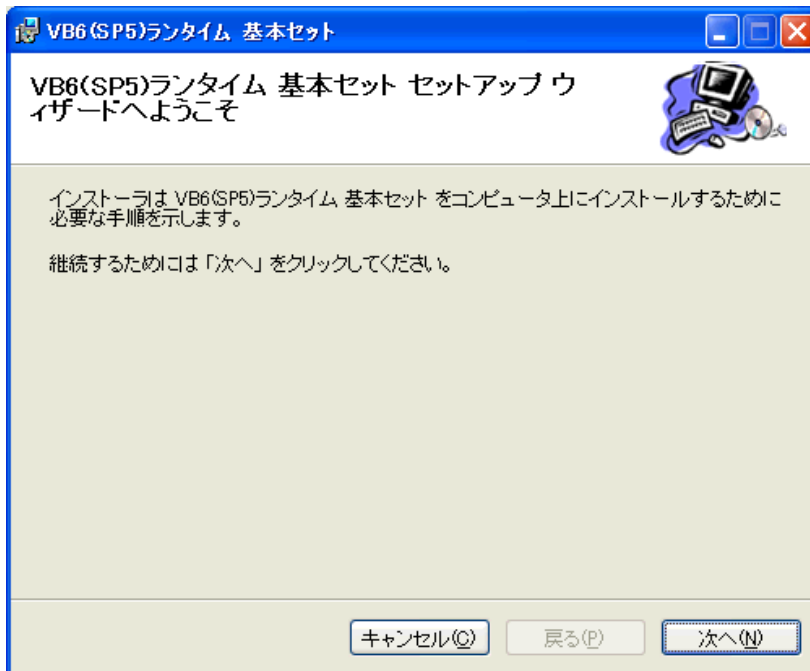 VB6(SP5)ランタイム 基本セット
VB6(SP5)ランタイム 基本セット セットアップ ウ
ィザードへようこそ
インストーラは VB6(SP5)ランタイム 基本セット をコンピュータ上にインストールするために
必要な手順を示します。
継続するためには「次へ」をクリックしてください。
キャンセル(C) 戻る(P) 次へ(N)